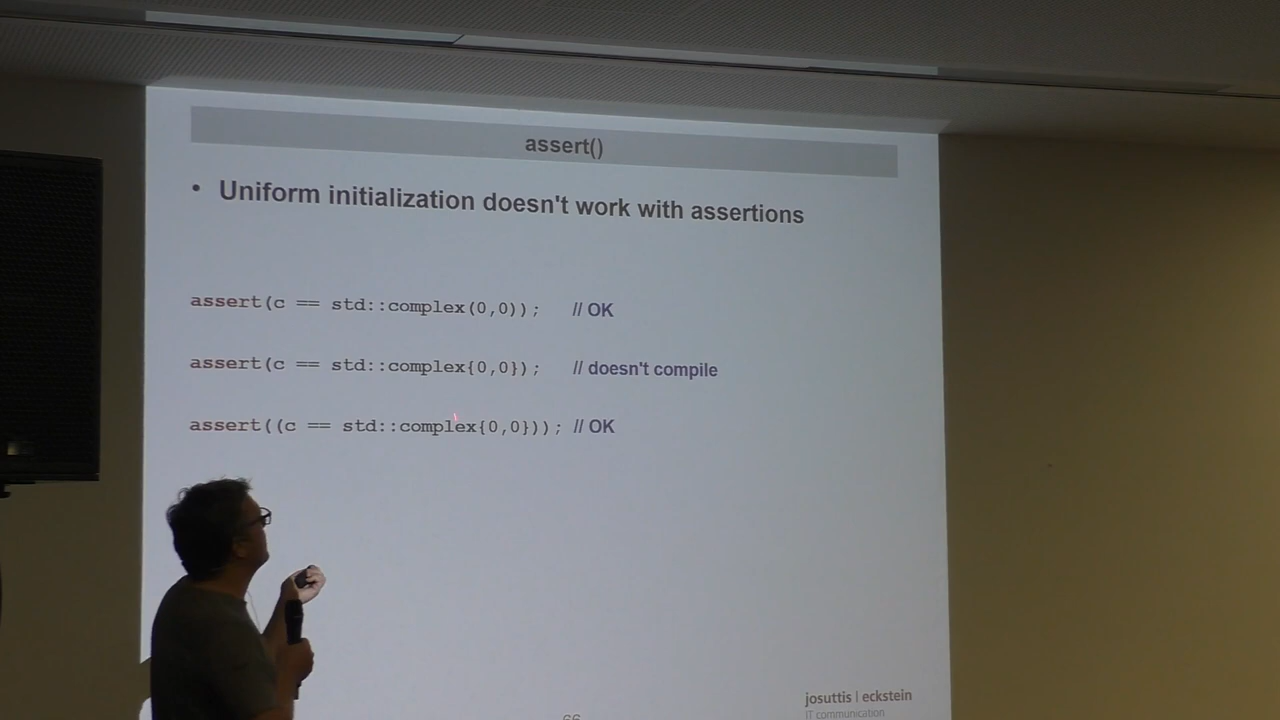 assert()
• Uniform initialization doesn't work with assertions
assert(c == std::complex(0,0)); // OK
assert(c == std::complex{0,0}); // doesn't compile
assert((c == std::complex{0,0})); // OK
josuttis | eckstein
IT communication
66